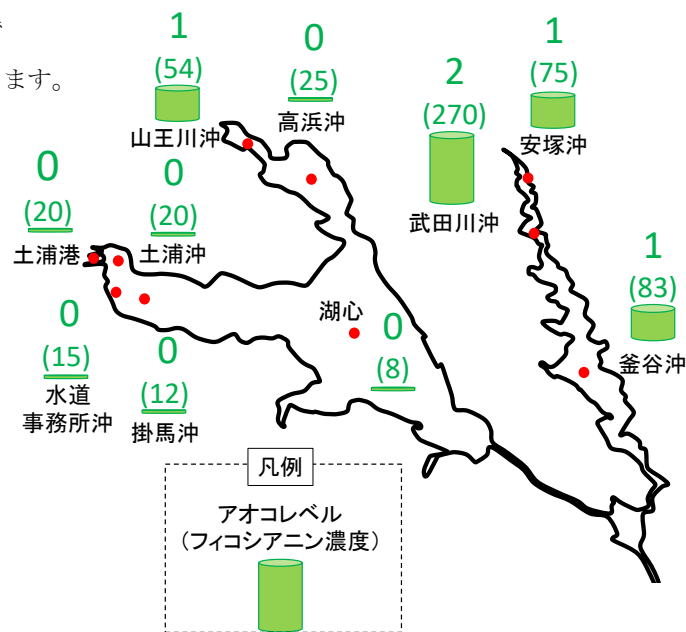 ます。
1
(54)
山王川沖
0
(25)
高浜沖
2
(270)
武田川沖
1
(75)
安塚沖
0
(20)
土浦港
0
(20)
土浦沖
1
(83)
釜谷沖
湖心
0
(8)
0
(15)
水道
事務所沖
0
(12)
掛馬沖
凡例
アオコレベル
(フィコシアニン濃度)